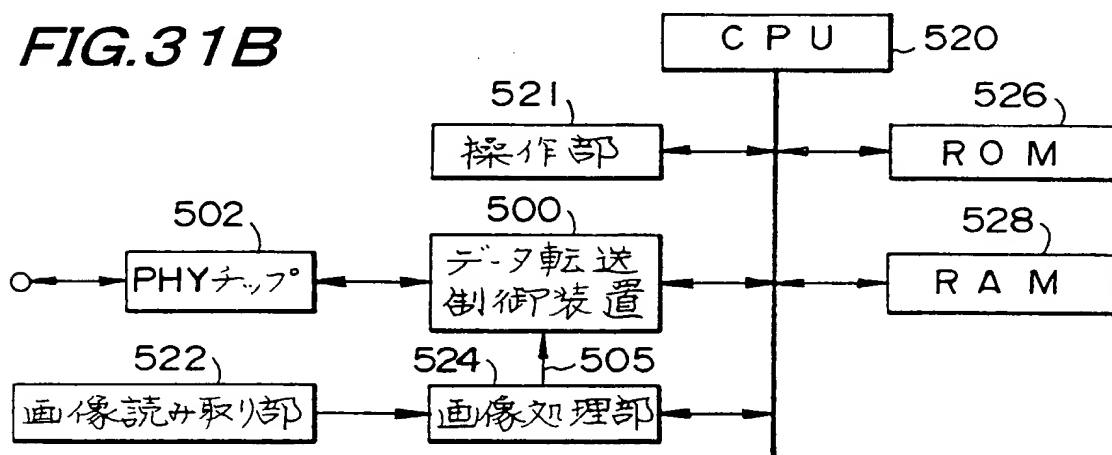 FIG.31B
CPU
520
521
526
操作部
ROM
502
500
528
PHYチップ
データ転送
制御装置
RAM
522
524
505
画像読み取り部
画像処理部